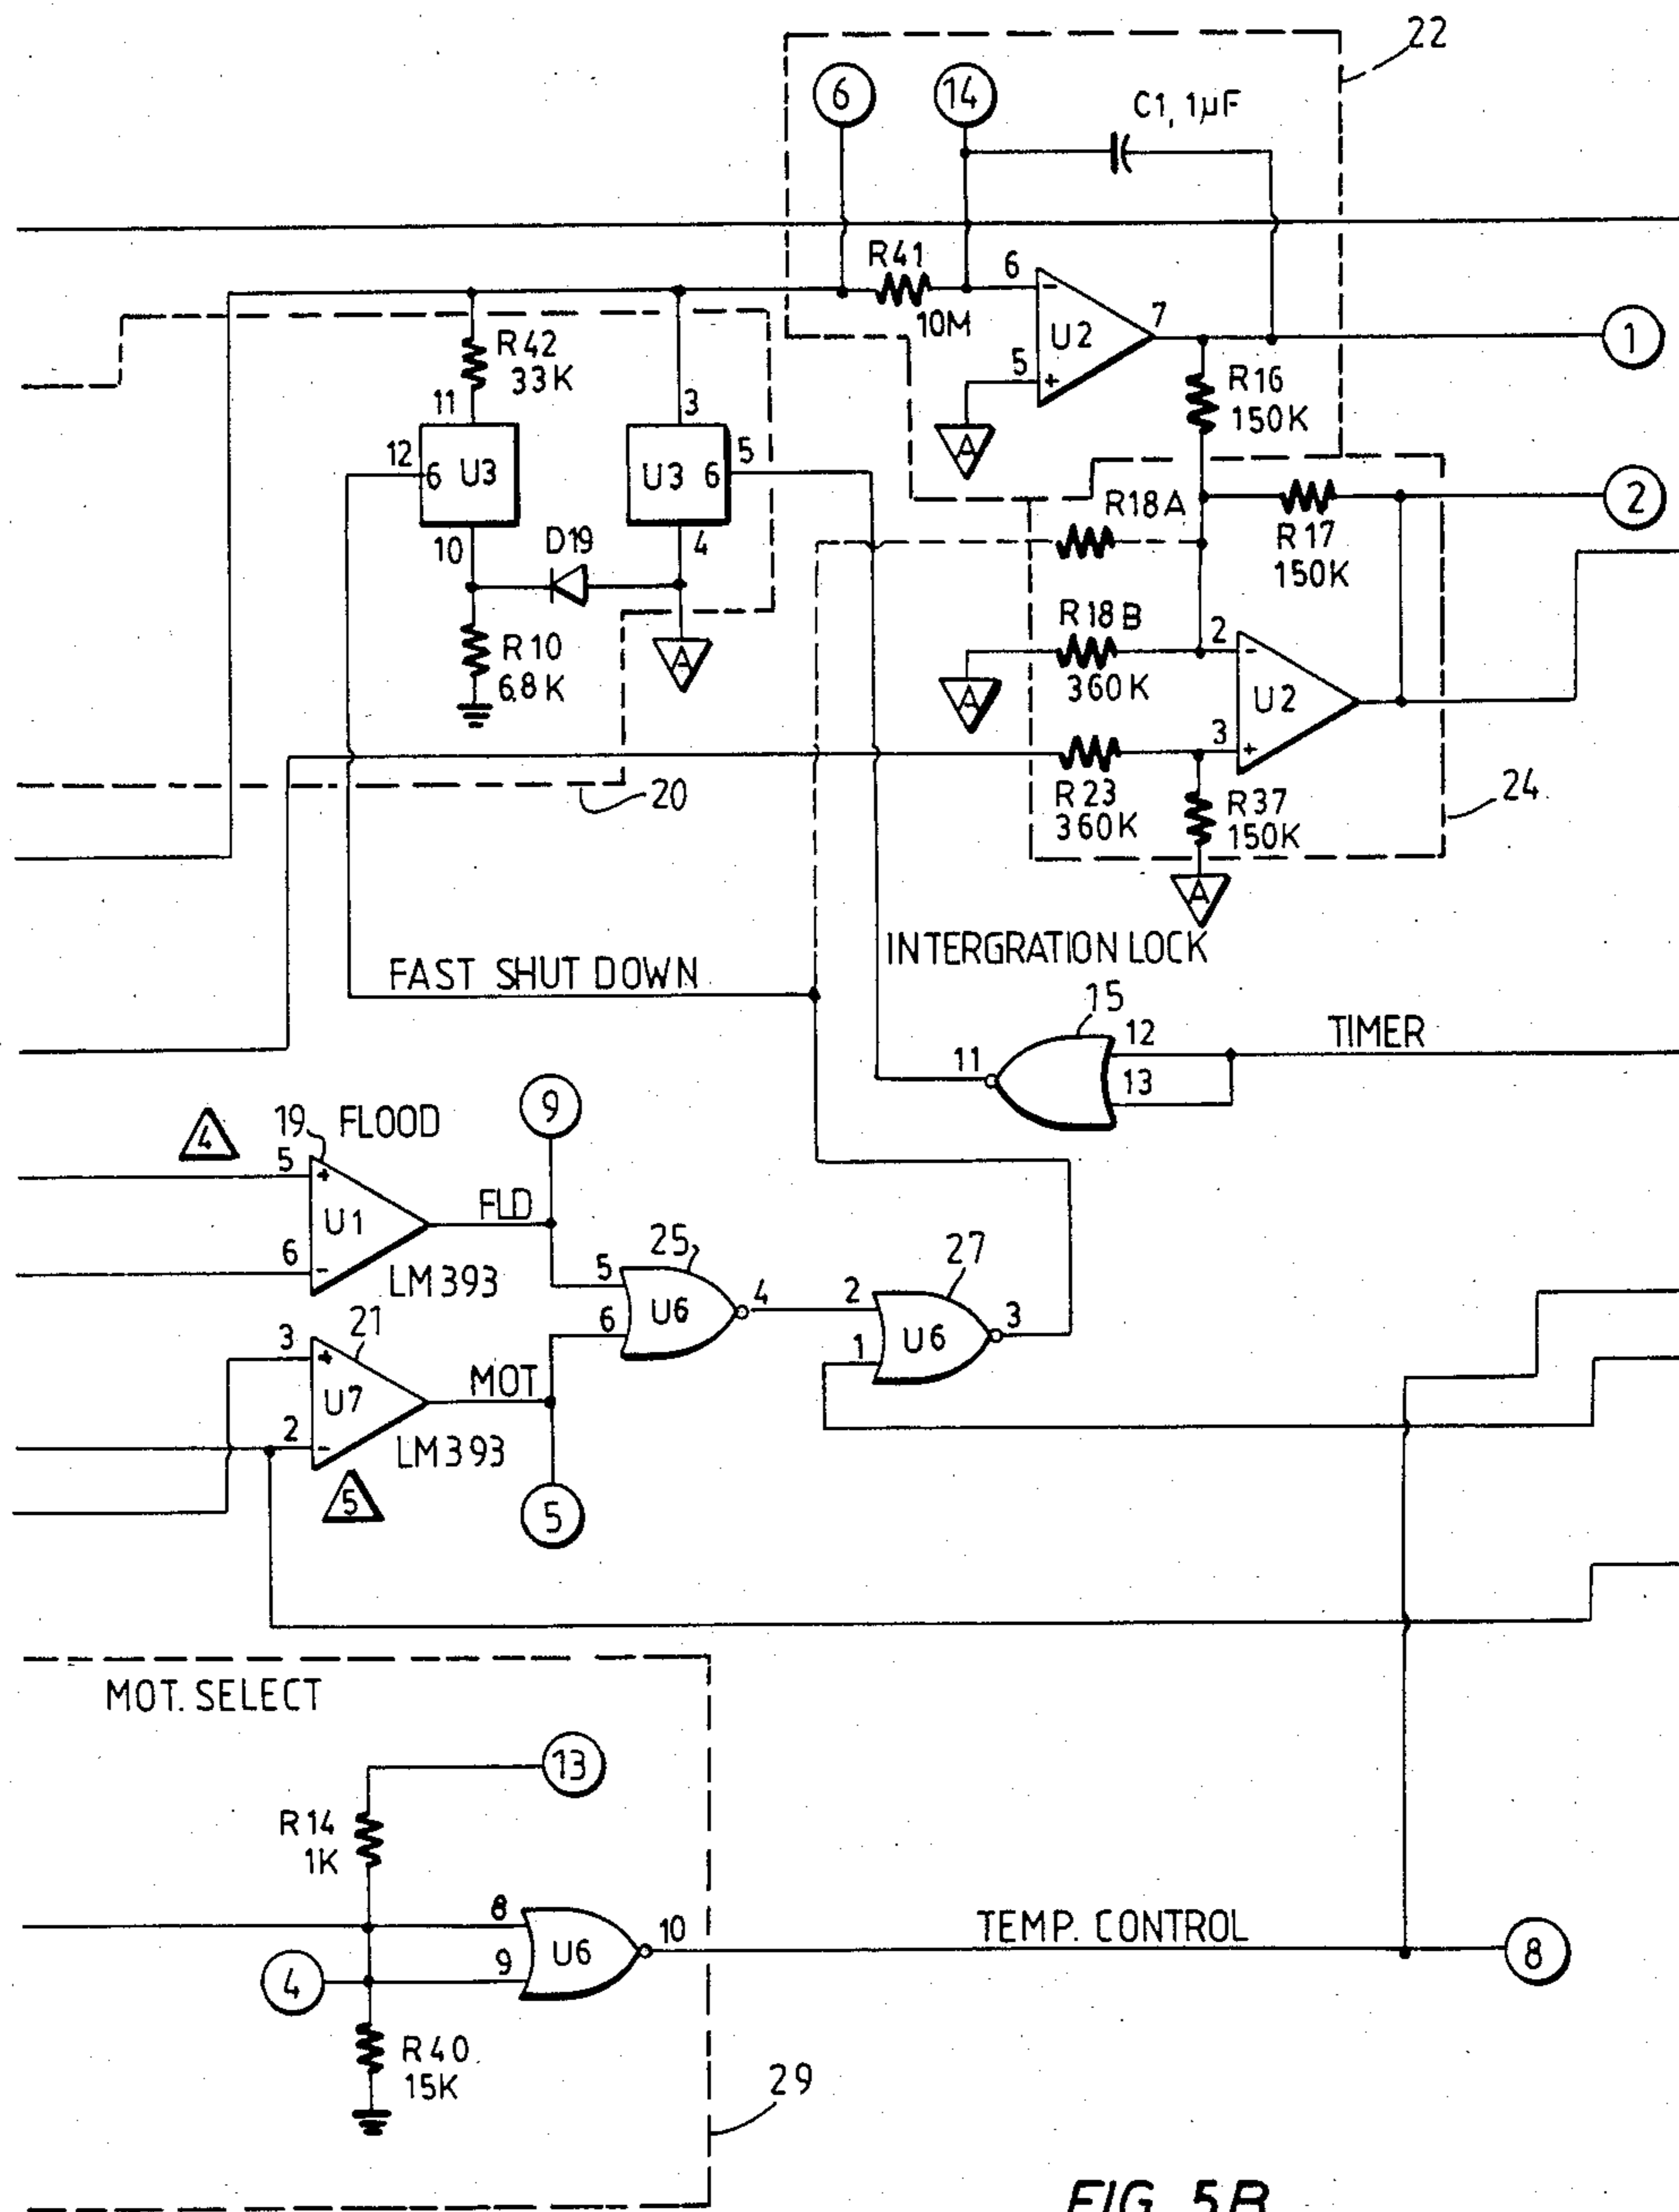 22
6
14
C1, 1µF
R41
10M
6
5
-
+
U2
7
1
A
R16
150K
R42
33K
11
3
12
6 U3
U3 6
5
10
4
D19
R10
6,8K
A
R18A
R17
150K
2
R18B
360K
A
2
3
-
+
U2
R23
360K
R37
150K
A
24
20
FAST SHUT DOWN
INTERGRATION LOCK
15
11
12
13
TIMER
4
19
FLOOD
9
5
6
+
-
U1
LM393
FLD
21
3
2
+
-
U7
LM393
MOT
5
5
25
5
6
U6
4
27
2
1
U6
3
MOT. SELECT
13
R14
1K
8
9
U6
10
4
R40
15K
TEMP. CONTROL
8
29
FIG. 5B